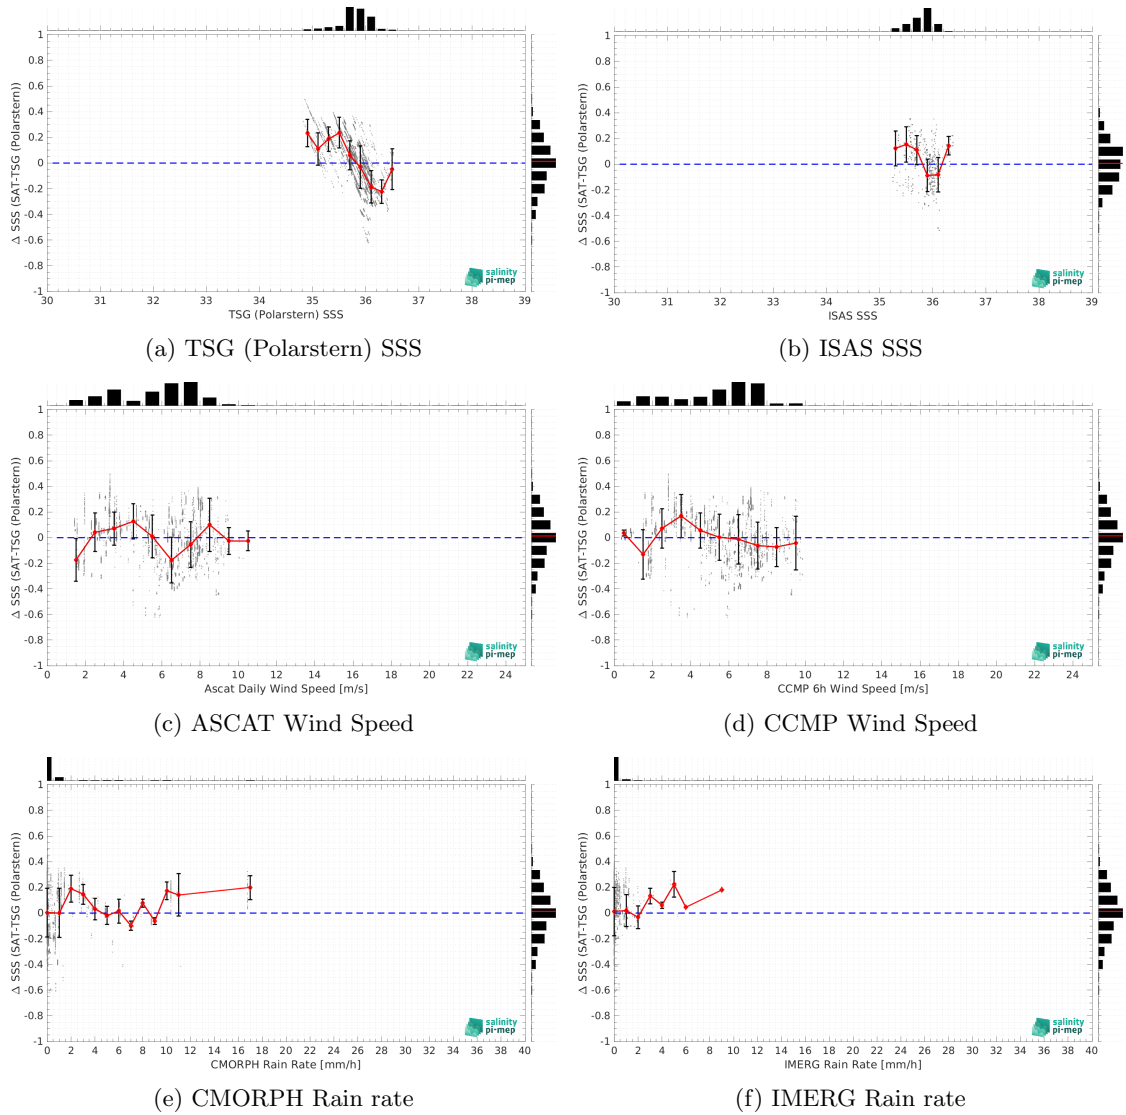 1
0.8
0.6
0.4
0.2
0
-0.2
-0.4
-0.6
-0.8
-1
Δ SSS (SAT-TSG (Polarstern))
30 31 32 33 34 35 36 37 38 39
TSG (Polarstern) SSS
salinity
pi-mep
(a) TSG (Polarstern) SSS
1
0.8
0.6
0.4
0.2
0
-0.2
-0.4
-0.6
-0.8
-1
Δ SSS (SAT-TSG (Polarstern))
30 31 32 33 34 35 36 37 38 39
ISAS SSS
salinity
pi-mep
(b) ISAS SSS
1
0.8
0.6
0.4
0.2
0
-0.2
-0.4
-0.6
-0.8
-1
Δ SSS (SAT-TSG (Polarstern))
0 2 4 6 8 10 12 14 16 18 20 22 24
Ascat Daily Wind Speed [m/s]
salinity
pi-mep
(c) ASCAT Wind Speed
1
0.8
0.6
0.4
0.2
0
-0.2
-0.4
-0.6
-0.8
-1
Δ SSS (SAT-TSG (Polarstern))
0 2 4 6 8 10 12 14 16 18 20 22 24
CCMP 6h Wind Speed [m/s]
salinity
pi-mep
(d) CCMP Wind Speed
1
0.8
0.6
0.4
0.2
0
-0.2
-0.4
-0.6
-0.8
-1
Δ SSS (SAT-TSG (Polarstern))
0 2 4 6 8 10 12 14 16 18 20 22 24 26 28 30 32 34 36 38 40
CMORPH Rain Rate [mm/h]
salinity
pi-mep
(e) CMORPH Rain rate
1
0.8
0.6
0.4
0.2
0
-0.2
-0.4
-0.6
-0.8
-1
Δ SSS (SAT-TSG (Polarstern))
0 2 4 6 8 10 12 14 16 18 20 22 24 26 28 30 32 34 36 38 40
IMERG Rain Rate [mm/h]
salinity
pi-mep
(f) IMERG Rain rate